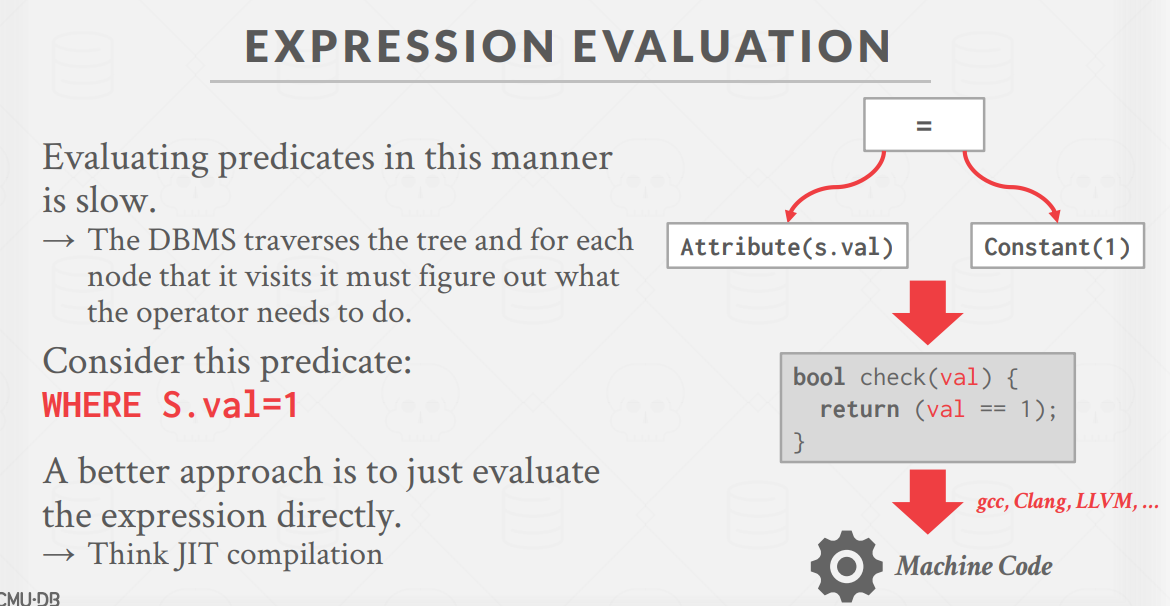 EXPRESSION EVALUATION
Evaluating predicates in this manner
is slow.
→ The DBMS traverses the tree and for each
node that it visits it must figure out what
the operator needs to do.
Consider this predicate:
WHERE S.val=1
A better approach is to just evaluate
the expression directly.
→ Think JIT compilation
=
Attribute(s.val)
Constant(1)
bool check(val) {
return (val == 1);
}
gcc, Clang, LLVM, ...
Machine Code
CMU·DB